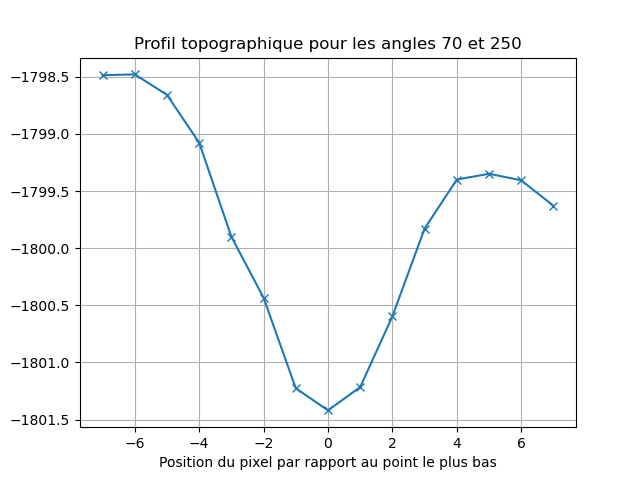 Profil topographique pour les angles 70 et 250
−1798.5
−1799.0
−1799.5
−1800.0
−1800.5
−1801.0
−1801.5
−6 −4 −2 0 2 4 6
Position du pixel par rapport au point le plus bas